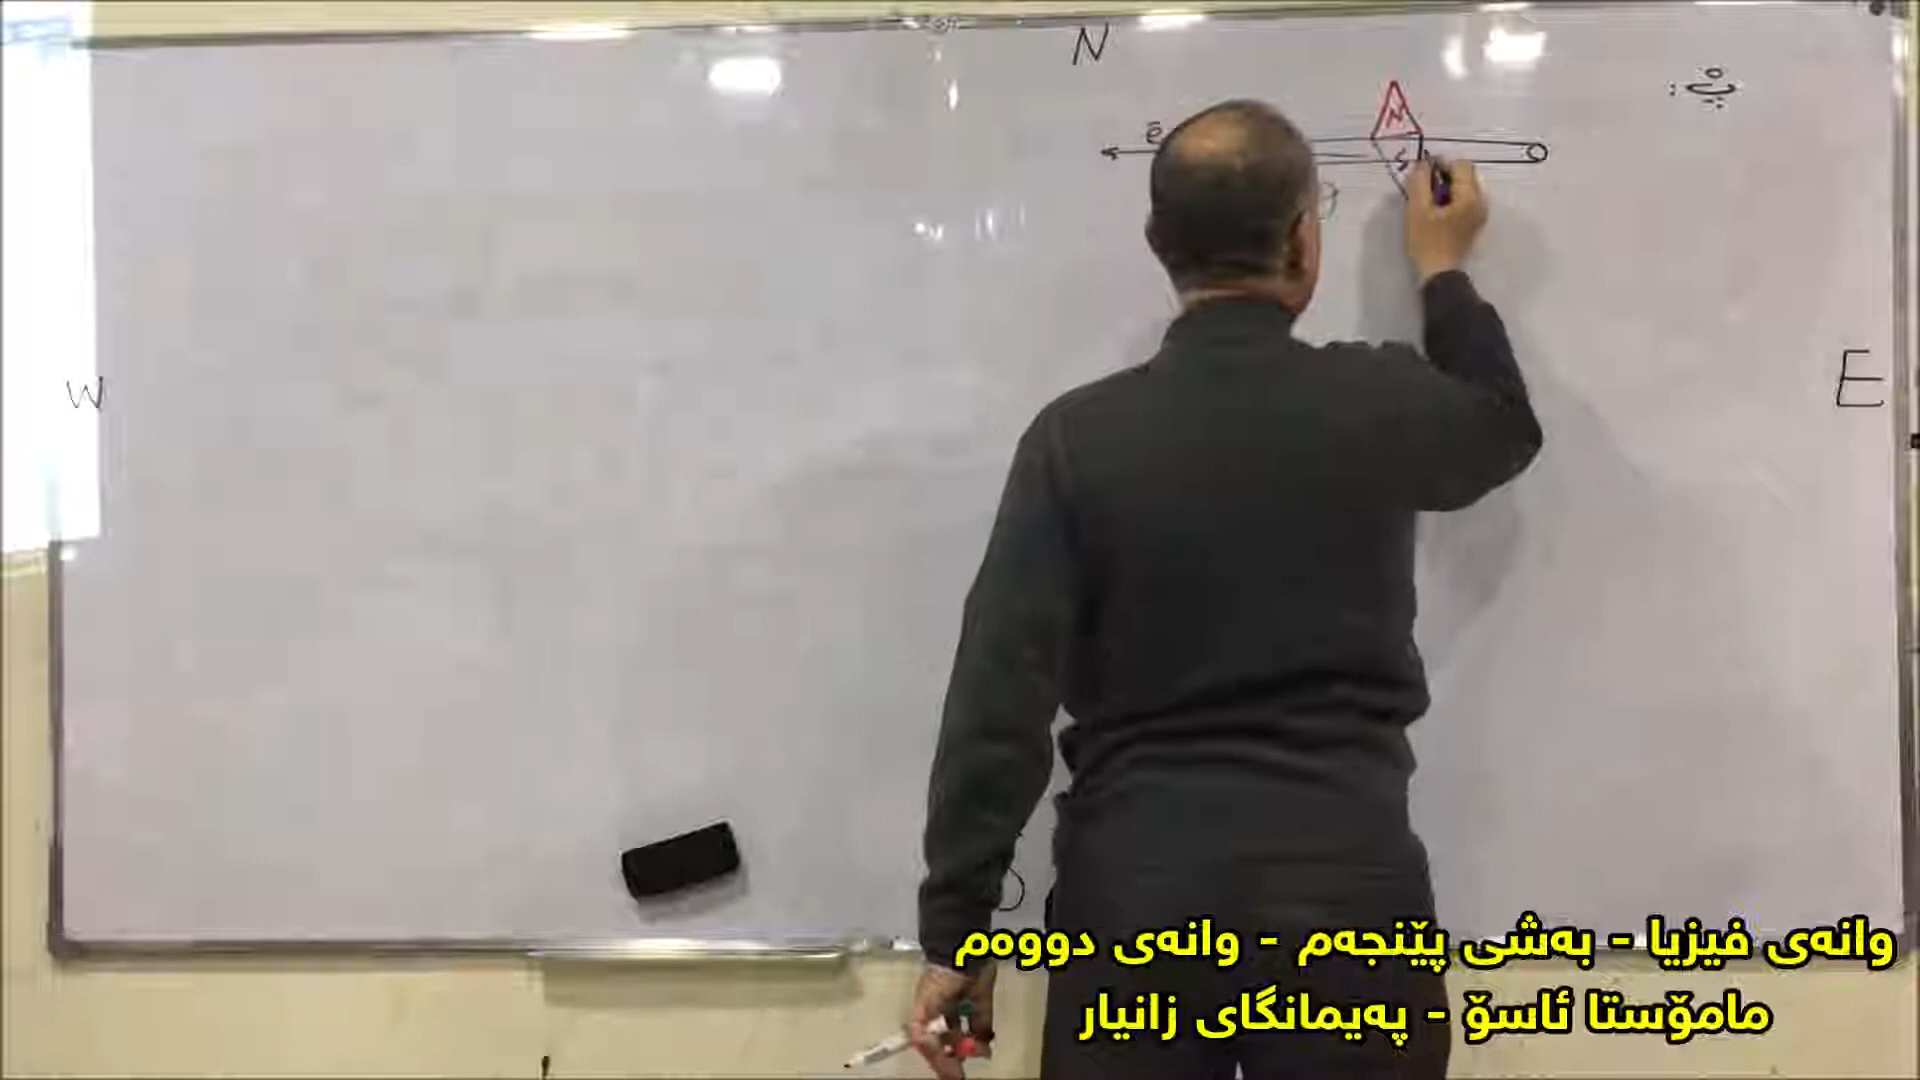 N
ē
N
S
W
E
وانەی فیزیا - بەشی پێنجەم - وانەی دووەم
مامۆستا ئاسۆ - پەیمانگای زانیار